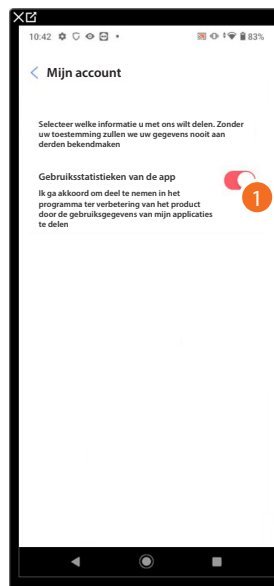 10:42
83%
Mijn account
Selecteer welke informatie u met ons wilt delen. Zonder
uw toestemming zullen we uw gegevens nooit aan
derden bekendmaken
Gebruiksstatistieken van de app
1
Ik ga akkoord om deel te nemen in het
programma ter verbetering van het product
door de gebruiksgegevens van mijn applicaties
te delen